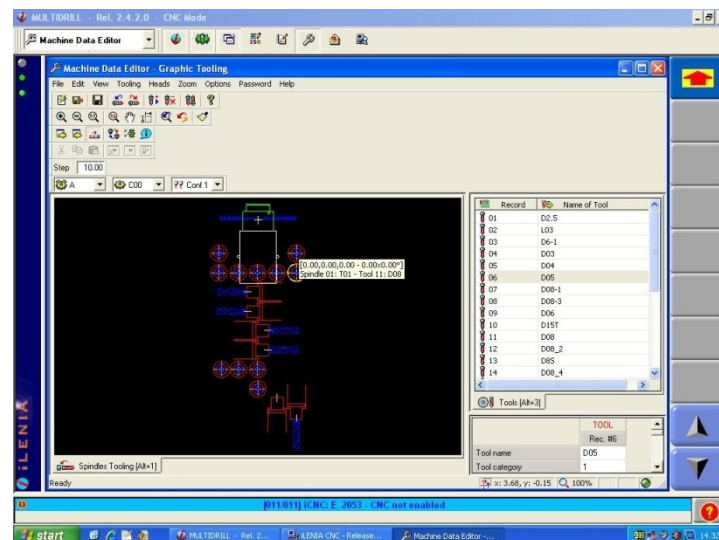 MULTIDRILL - Rel. 2.4.2.0 - CNC Mode
Machine Data Editor
Machine Data Editor - Graphic Tooling
File Edit View Tooling Heads Zoom Options Password Help
Step 10.00
A C00 ?? Conf 1
[0.00,0.00,0.00 - 0.00x0.00°]
Spindle 01: T01 - Tool 11: D08
Record Name of Tool
01 D2.5
02 L03
03 D6-1
04 D03
05 D04
06 D05
07 D08-1
08 D08-3
09 D06
10 D15T
11 D08
12 D08_2
13 D85
14 D08_4
Tools [Alt+3]
TOOL
Rec. #6
Tool name D05
Tool category 1
Spindles Tooling [Alt+1]
Ready
x: 3.68, y: -0.15 100%
iLENIA
[011/011] iCNC: E_2053 - CNC not enabled
start
MULTIDRILL - Rel. 2...
iLENIA CNC - Release...
Machine Data Editor -...
14.32